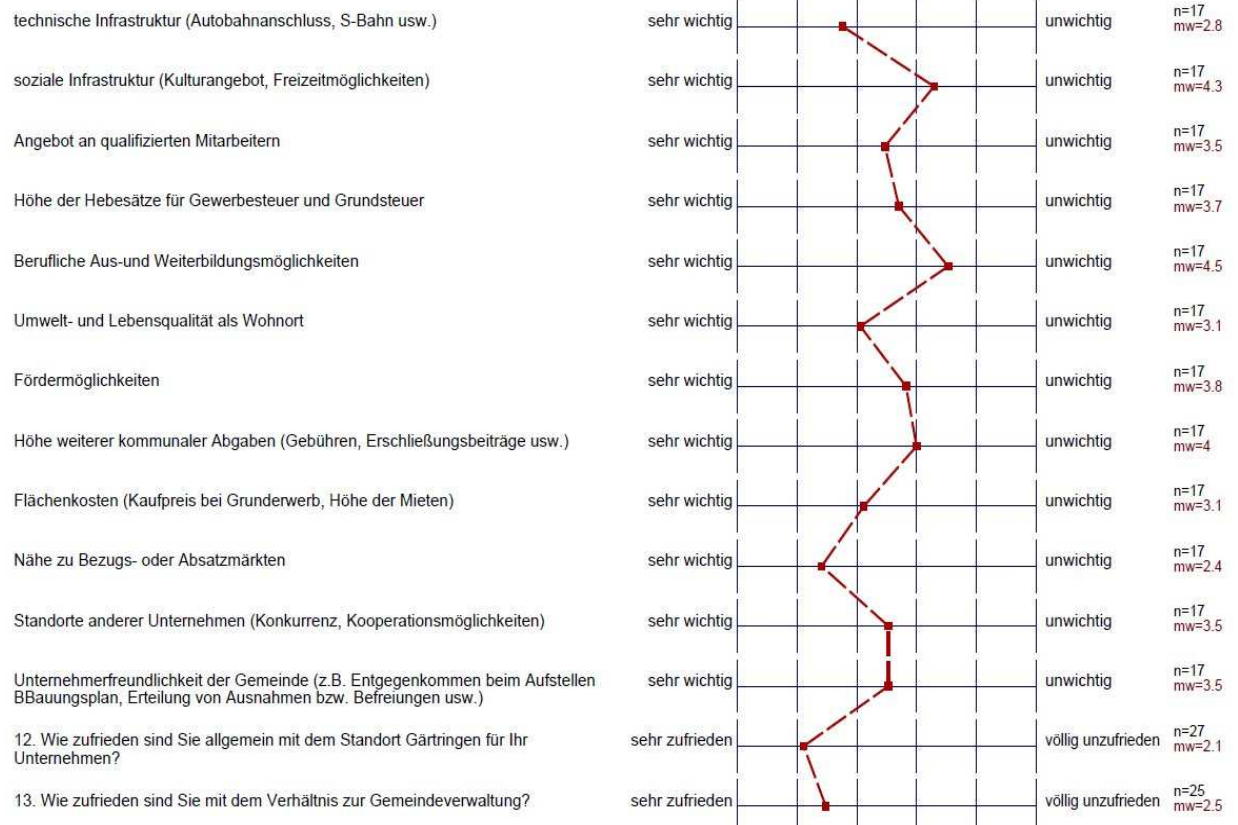 technische Infrastruktur (Autobahnanschluss, S-Bahn usw.) sehr wichtig unwichtig n=17
mw=2.8
soziale Infrastruktur (Kulturangebot, Freizeitmöglichkeiten) sehr wichtig unwichtig n=17
mw=4.3
Angebot an qualifizierten Mitarbeitern sehr wichtig unwichtig n=17
mw=3.5
Höhe der Hebesätze für Gewerbesteuer und Grundsteuer sehr wichtig unwichtig n=17
mw=3.7
Berufliche Aus-und Weiterbildungsmöglichkeiten sehr wichtig unwichtig n=17
mw=4.5
Umwelt- und Lebensqualität als Wohnort sehr wichtig unwichtig n=17
mw=3.1
Fördermöglichkeiten sehr wichtig unwichtig n=17
mw=3.8
Höhe weiterer kommunaler Abgaben (Gebühren, Erschließungsbeiträge usw.) sehr wichtig unwichtig n=17
mw=4
Flächenkosten (Kaufpreis bei Grunderwerb, Höhe der Mieten) sehr wichtig unwichtig n=17
mw=3.1
Nähe zu Bezugs- oder Absatzmärkten sehr wichtig unwichtig n=17
mw=2.4
Standorte anderer Unternehmen (Konkurrenz, Kooperationsmöglichkeiten) sehr wichtig unwichtig n=17
mw=3.5
Unternehmerfreundlichkeit der Gemeinde (z.B. Entgegenkommen beim Aufstellen sehr wichtig unwichtig n=17
BBauungsplan, Erteilung von Ausnahmen bzw. Befreiungen usw.) mw=3.5
12. Wie zufrieden sind Sie allgemein mit dem Standort Gärtringen für Ihr sehr zufrieden völlig unzufrieden n=27
Unternehmen? mw=2.1
13. Wie zufrieden sind Sie mit dem Verhältnis zur Gemeindeverwaltung? sehr zufrieden völlig unzufrieden n=25
mw=2.5